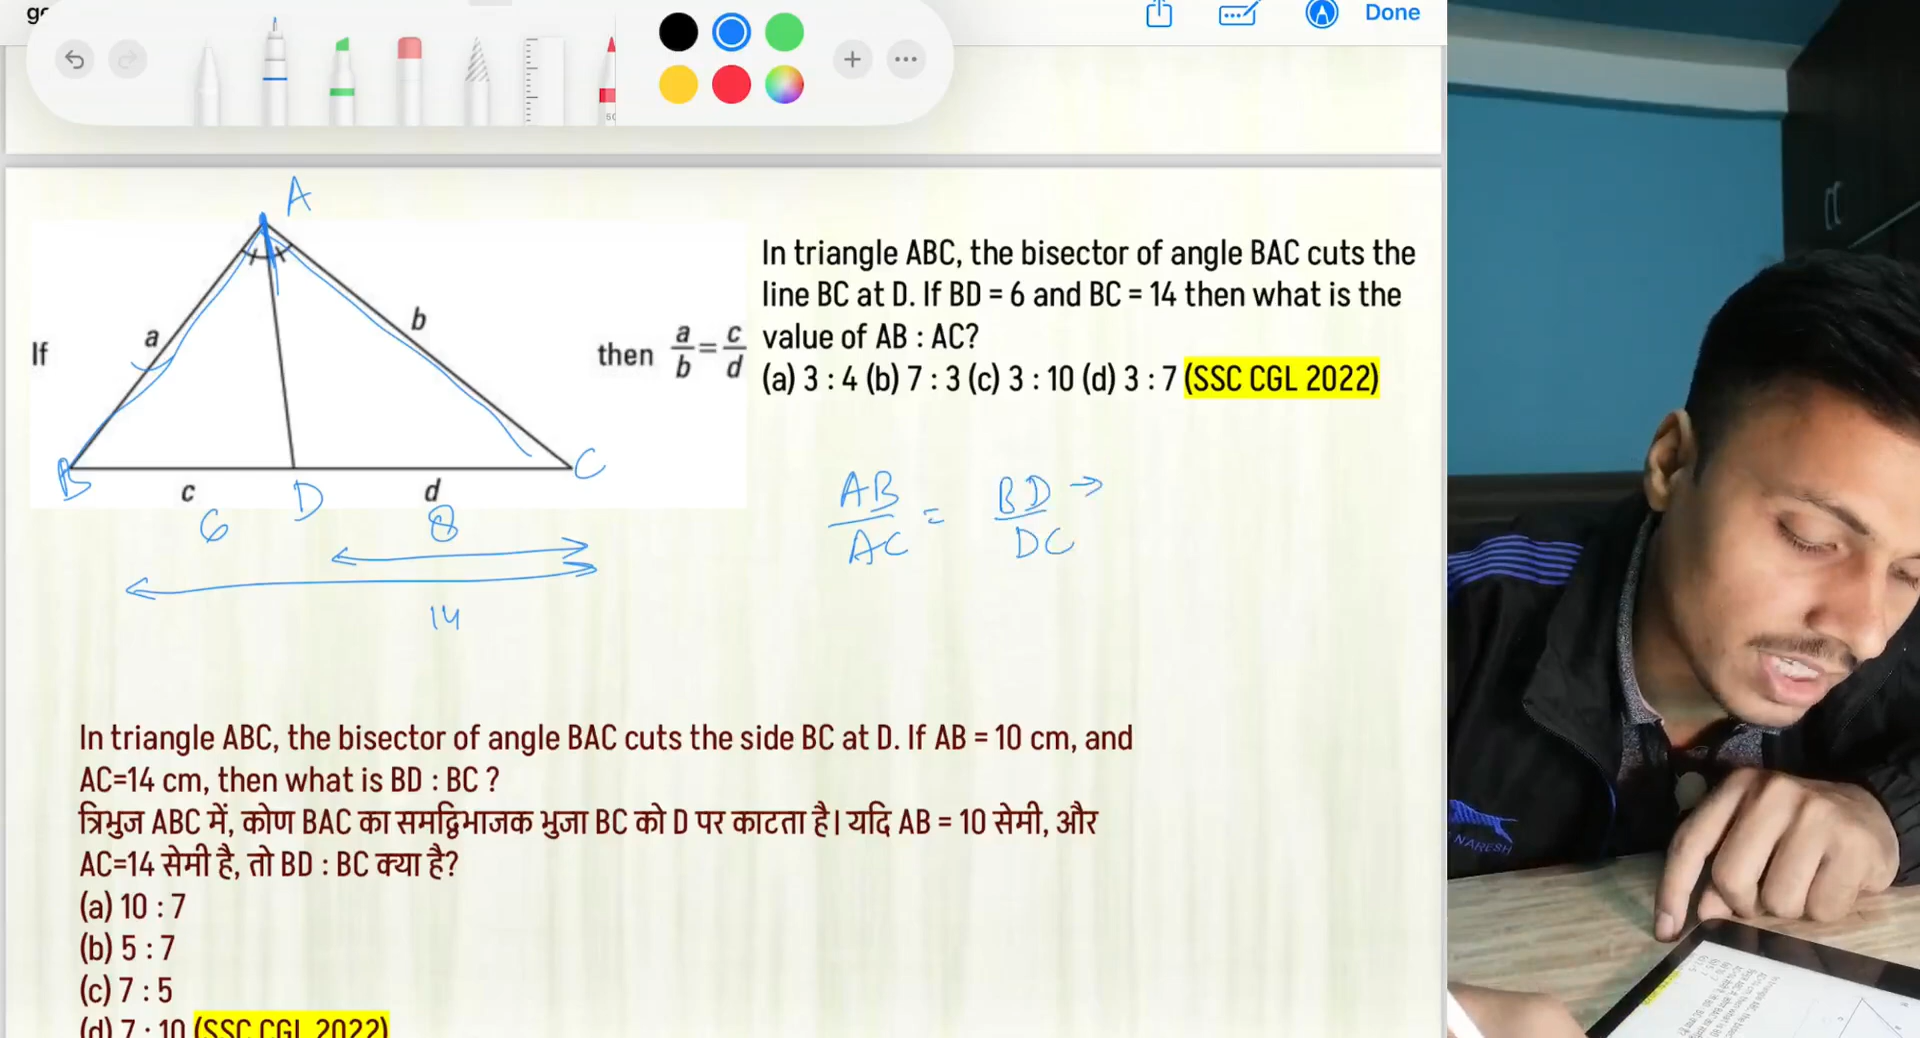 Done
A
In triangle ABC, the bisector of angle BAC cuts the
line BC at D. If BD = 6 and BC = 14 then what is the
value of AB : AC?
(a) 3 : 4 (b) 7 : 3 (c) 3 : 10 (d) 3 : 7 (SSC CGL 2022)
If a b then a/b = c/d
B c D d C
6 8
14
AB/AC = BD/DC →
In triangle ABC, the bisector of angle BAC cuts the side BC at D. If AB = 10 cm, and
AC=14 cm, then what is BD : BC ?
त्रिभुज ABC में, कोण BAC का समद्विभाजक भुजा BC को D पर काटता है। यदि AB = 10 सेमी, और
AC=14 सेमी है, तो BD : BC क्या है?
(a) 10 : 7
(b) 5 : 7
(c) 7 : 5
(d) 7 : 10 (SSC CGL 2022)
NARESH